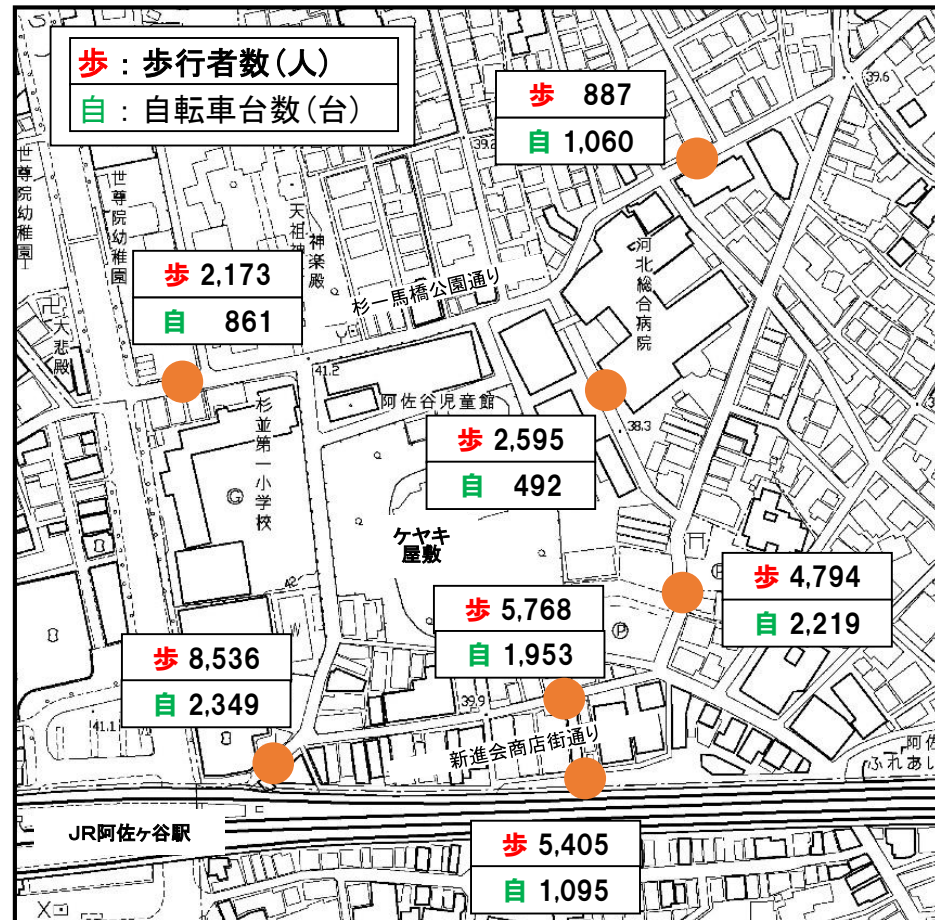 歩：歩行者数(人)
自：自転車台数(台)
歩 887
自 1,060
39.6
39.2
世尊院幼稚園
世尊院幼稚園
天祖神
神楽殿
歩 2,173
自 861
杉一馬橋公園通り
河北総合病院
卍大悲殿
41.2
阿佐谷児童館
杉並第一小学校
38.3
歩 2,595
自 492
ケヤキ
屋敷
42
歩 4,794
自 2,219
歩 5,768
自 1,953
P
歩 8,536
自 2,349
39.9
41.1
新進会商店街通り
阿佐
ふれあい
JR阿佐ヶ谷駅
歩 5,405
自 1,095